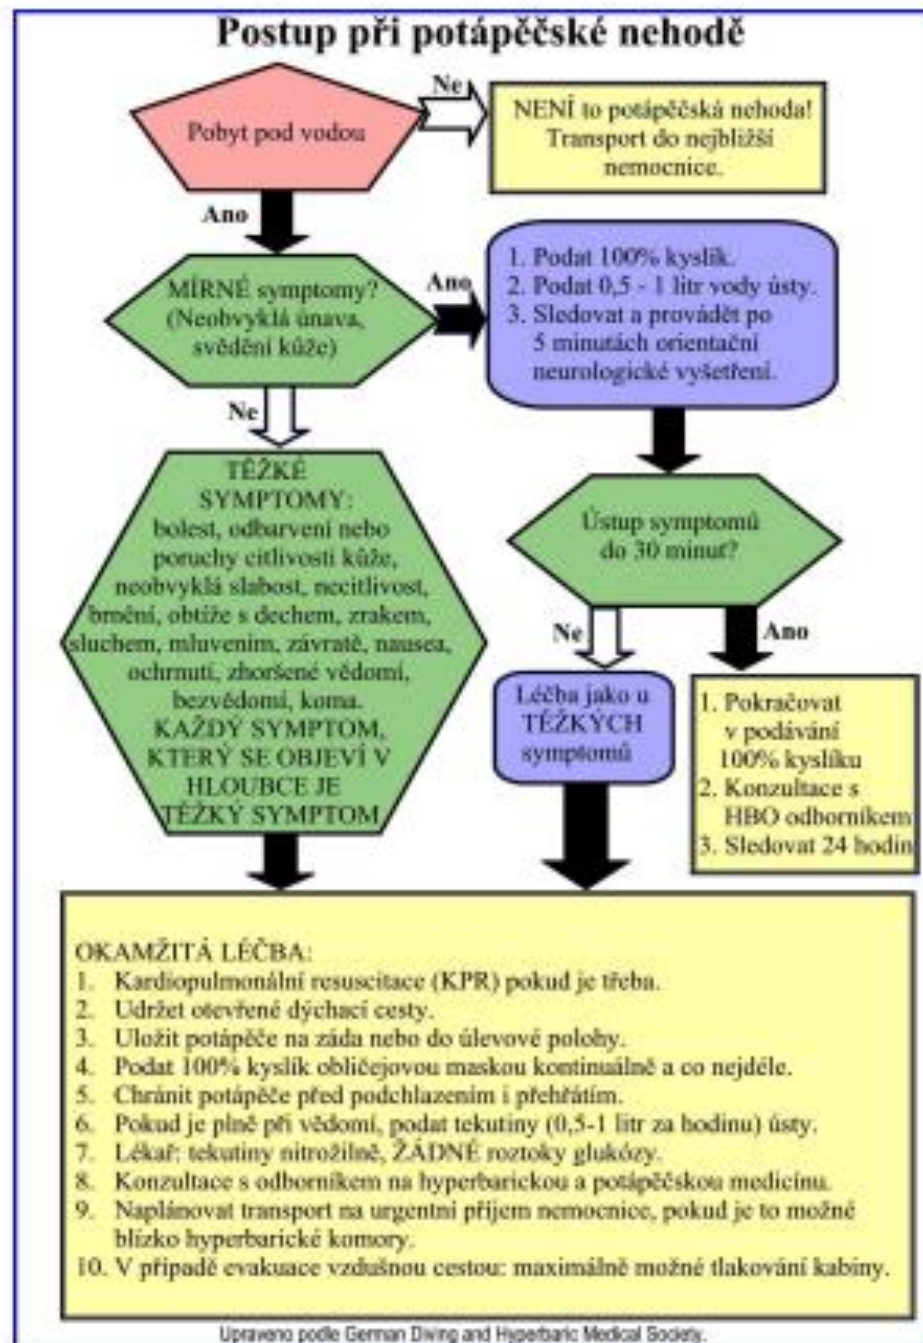 Postup při potápěčské nehodě
Pobyt pod vodou
Ne
NENÍ to potápěčská nehoda!
Transport do nejbližší
nemocnice.
Ano
MÍRNÉ symptomy?
(Neobvyklá únava,
svědění kůže)
Ano
1. Podat 100% kyslík.
2. Podat 0,5 - 1 litr vody ústy.
3. Sledovat a provádět po
5 minutách orientační
neurologické vyšetření.
Ne
TĚŽKÉ
SYMPTOMY:
bolest, odbarvení nebo
poruchy citlivosti kůže,
neobvyklá slabost, necitlivost,
brnění, obtíže s dechem, zrakem,
sluchem, mluvením, závratě, nausea,
ochrnutí, zhoršené vědomí,
bezvědomí, koma.
KAŽDÝ SYMPTOM,
KTERÝ SE OBJEVÍ V
HLOUBCE JE
TĚŽKÝ SYMPTOM
Ústup symptomů
do 30 minut?
Ne
Ano
Léčba jako u
TĚŽKÝCH
symptomů
1. Pokračovat
v podávání
100% kyslíku
2. Konzultace s
HBO odborníkem
3. Sledovat 24 hodin
OKAMŽITÁ LÉČBA:
1. Kardiopulmonální resuscitace (KPR) pokud je třeba.
2. Udržet otevřené dýchací cesty.
3. Uložit potápěče na záda nebo do úlevové polohy.
4. Podat 100% kyslík obličejovou maskou kontinuálně a co nejdéle.
5. Chránit potápěče před podchlazením i přehřátím.
6. Pokud je plně při vědomí, podat tekutiny (0,5-1 litr za hodinu) ústy.
7. Lékař: tekutiny nitrožilně, ŽÁDNÉ roztoky glukózy.
8. Konzultace s odborníkem na hyperbarickou a potápěčskou medicínu.
9. Naplánovat transport na urgentní příjem nemocnice, pokud je to možné
blízko hyperbarické komory.
10. V případě evakuace vzdušnou cestou: maximálně možné tlakování kabiny.
Upraveno podle German Diving and Hyperbaric Medical Society.